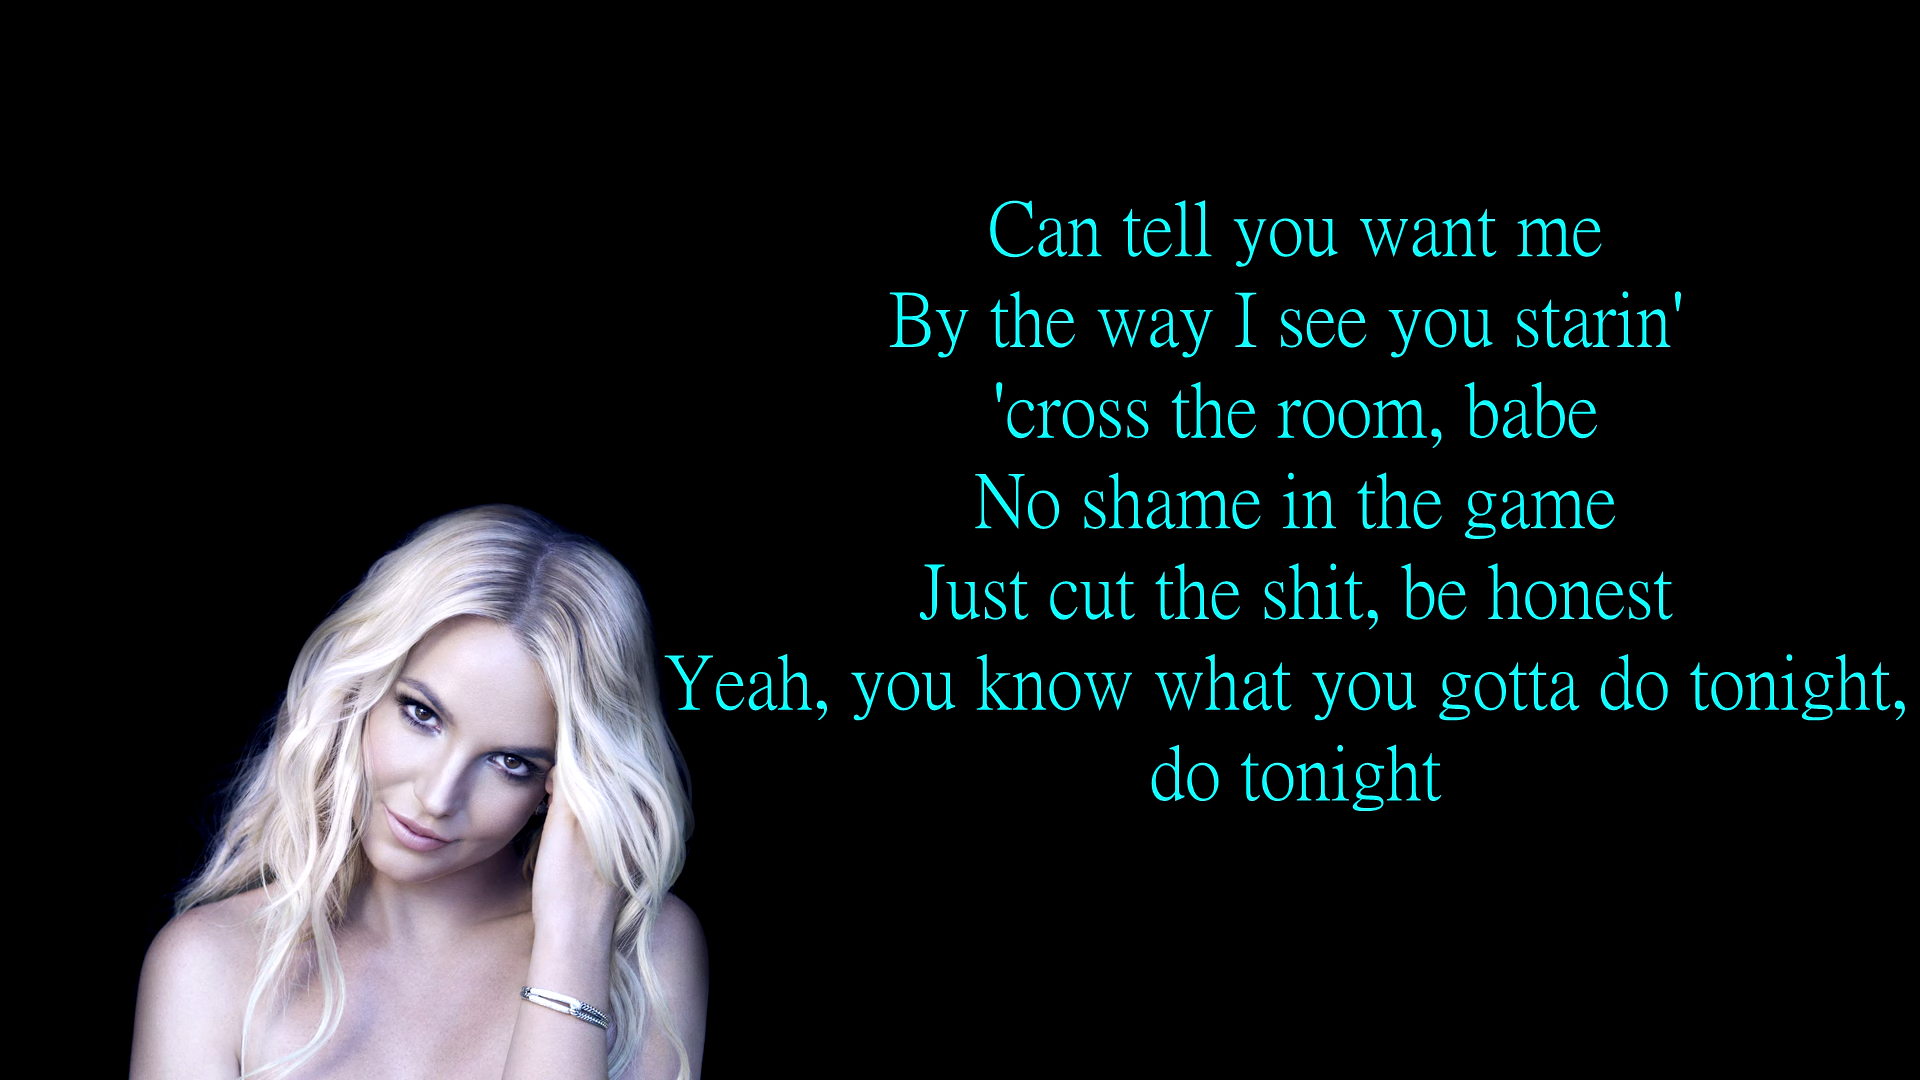 Can tell you want me
By the way I see you starin'
'cross the room, babe
No shame in the game
Just cut the shit, be honest
Yeah, you know what you gotta do tonight,
do tonight